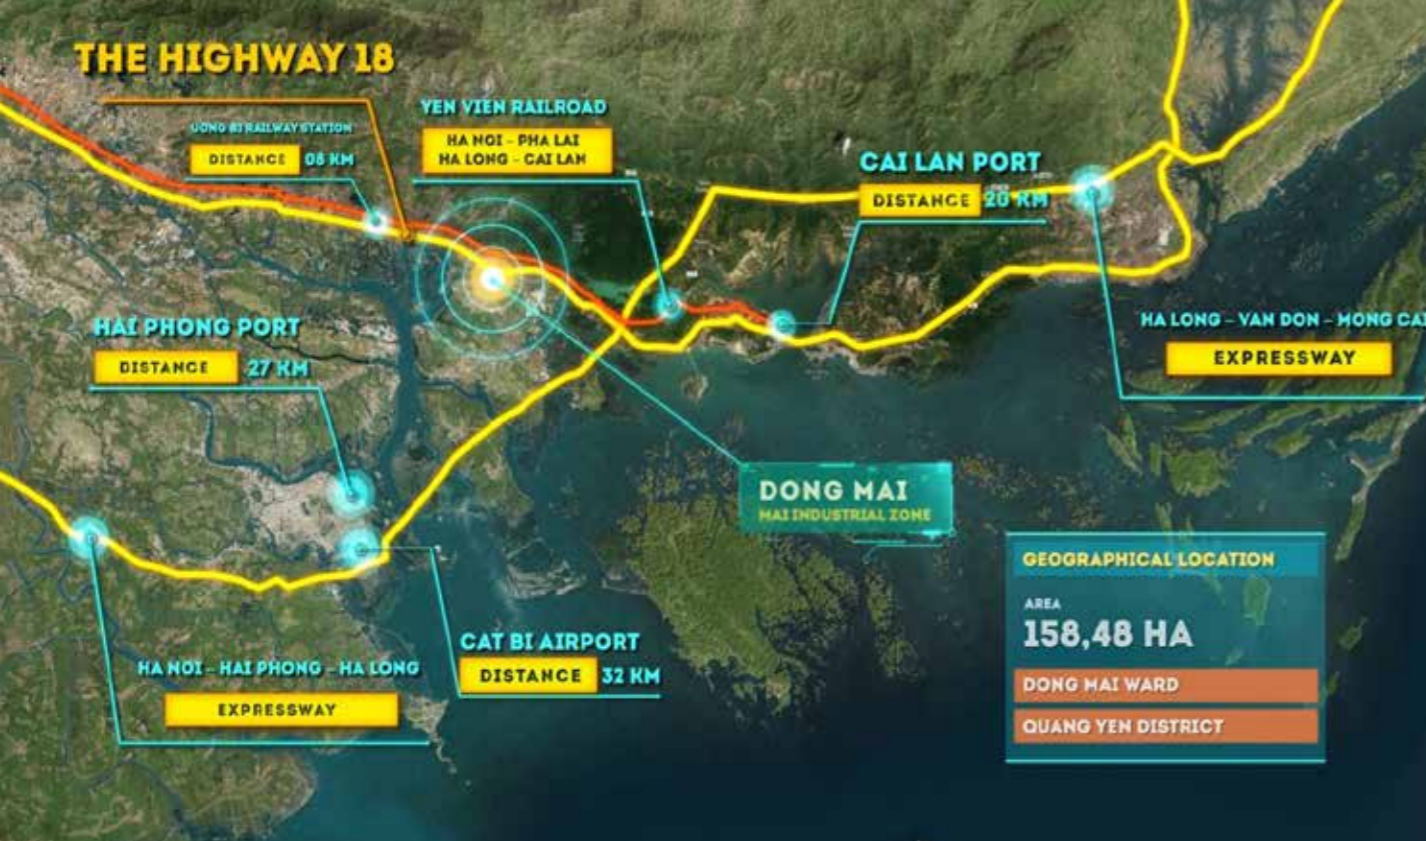 THE HIGHWAY 18
UONG BI RAILWAY STATION
DISTANCE 08 KM
YEN VIEN RAILROAD
HA NOI - PHA LAI
HA LONG - CAI LAN
CAI LAN PORT
DISTANCE 20 KM
HAI PHONG PORT
DISTANCE 27 KM
HA LONG - VAN DON - MONG CAI
EXPRESSWAY
DONG MAI
MAI INDUSTRIAL ZONE
GEOGRAPHICAL LOCATION
AREA
158,48 HA
DONG MAI WARD
QUANG YEN DISTRICT
CAT BI AIRPORT
DISTANCE 32 KM
HA NOI - HAI PHONG - HA LONG
EXPRESSWAY